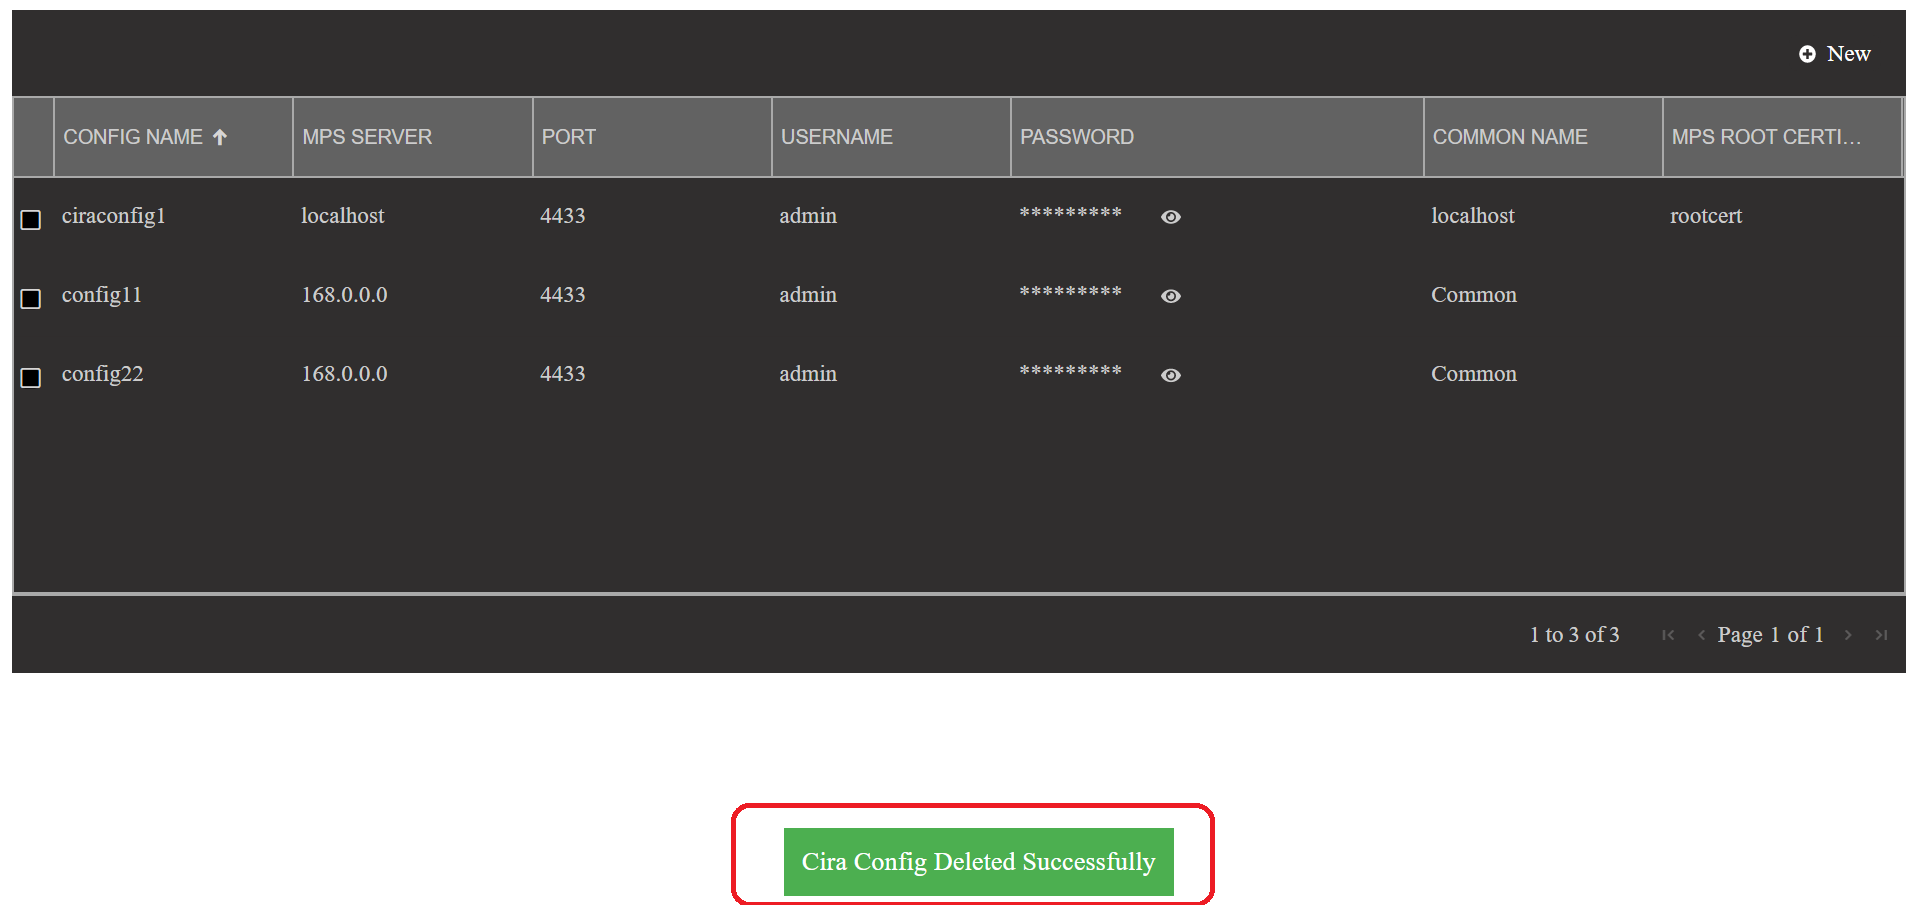 New
CONFIG NAME MPS SERVER PORT USERNAME PASSWORD COMMON NAME MPS ROOT CERTI...
ciraconfig1 localhost 4433 admin ********* localhost rootcert
config11 168.0.0.0 4433 admin ********* Common
config22 168.0.0.0 4433 admin ********* Common
1 to 3 of 3 Page 1 of 1
Cira Config Deleted Successfully